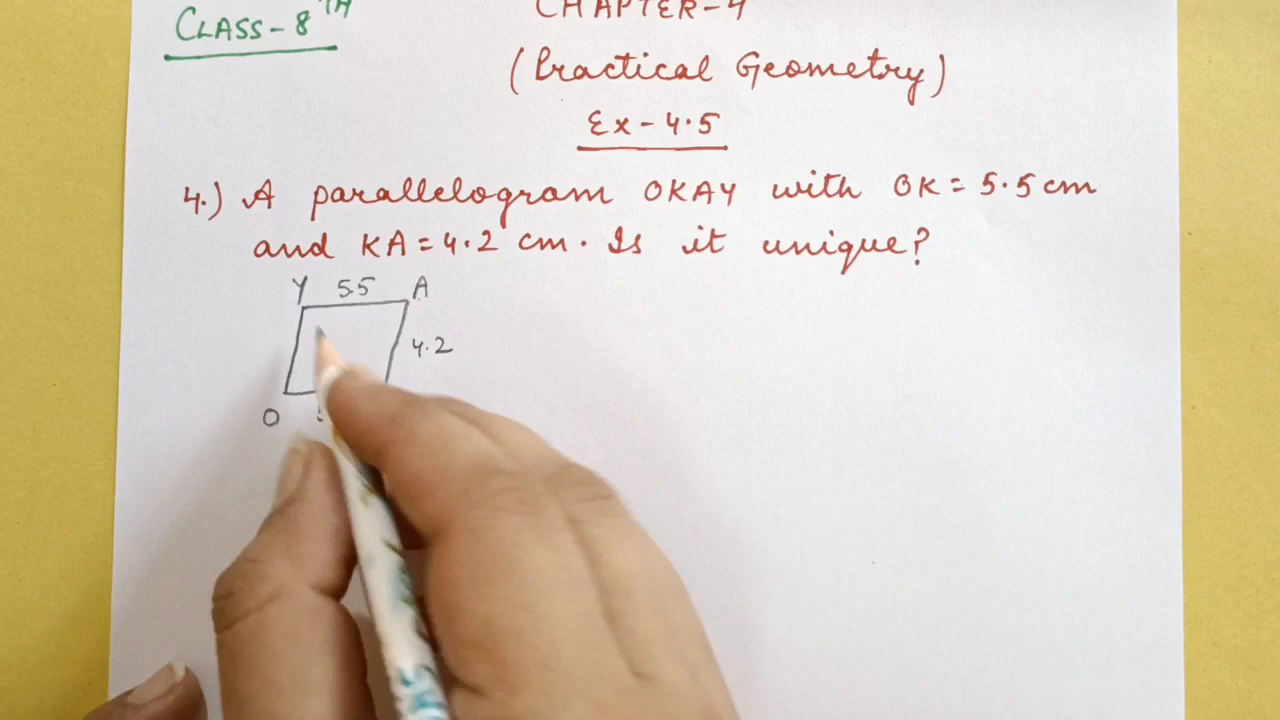 CLASS-8TH
CHAPTER-4
(Practical Geometry)
Ex-4.5
4.) A parallelogram OKAY with OK = 5.5 cm
and KA = 4.2 cm. Is it unique?
Y 5.5 A
4.2
O